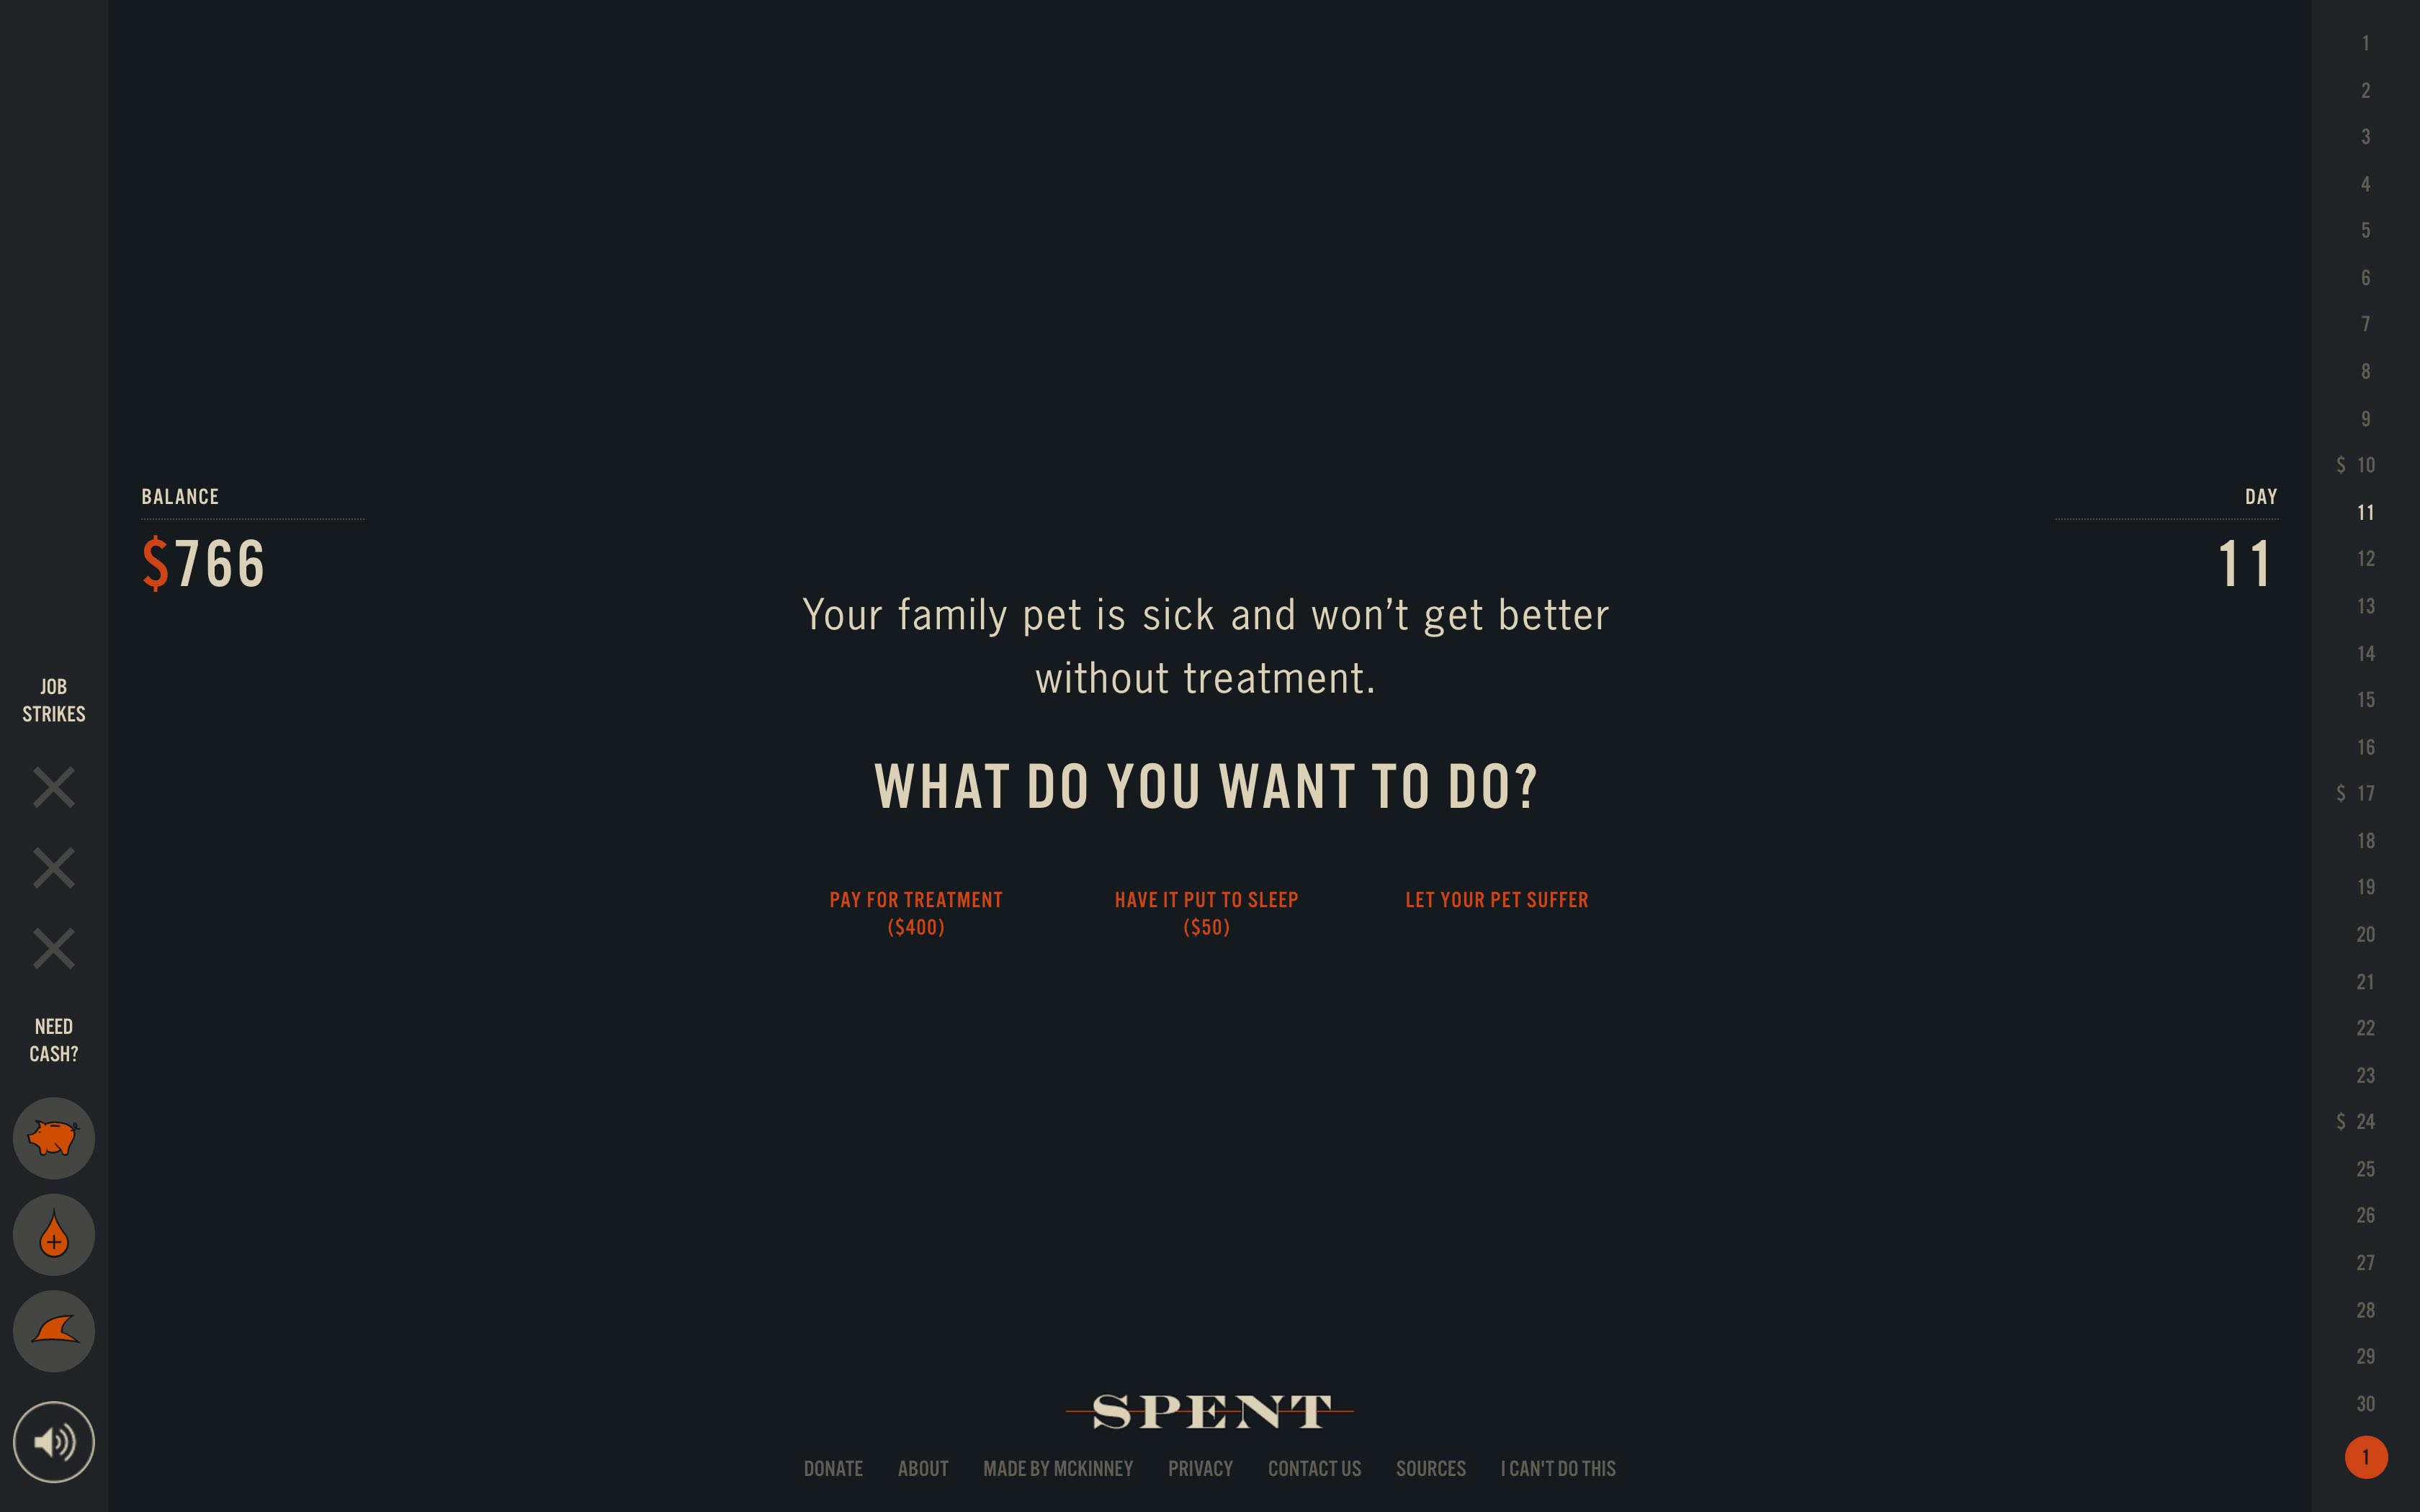 BALANCE
$766
DAY
11
Your family pet is sick and won’t get better
without treatment.
WHAT DO YOU WANT TO DO?
PAY FOR TREATMENT
($400)
HAVE IT PUT TO SLEEP
($50)
LET YOUR PET SUFFER
JOB
STRIKES
NEED
CASH?
SPENT
DONATE ABOUT MADE BY MCKINNEY PRIVACY CONTACT US SOURCES I CAN'T DO THIS
1
2
3
4
5
6
7
8
9
$ 10
11
12
13
14
15
16
$ 17
18
19
20
21
22
23
$ 24
25
26
27
28
29
30
1